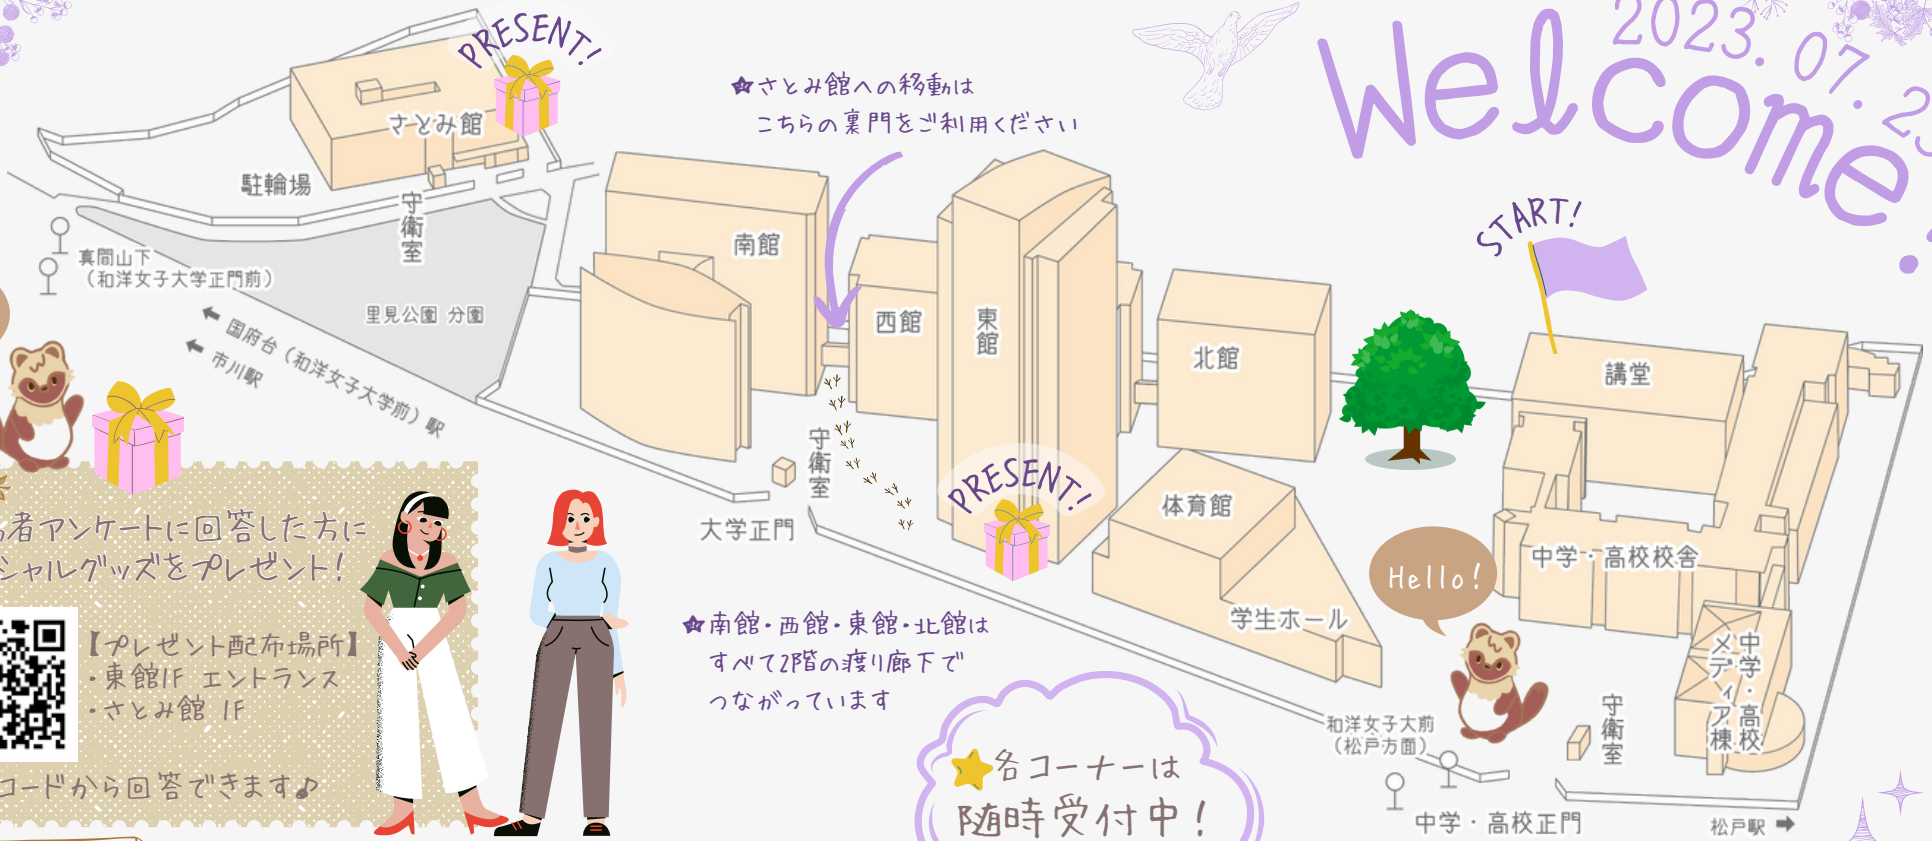 2023.07.2
Welcome!
PRESENT!
さとみ館
★さとみ館への移動は
こちらの裏門をご利用ください
駐輪場
守衛室
真間山下
（和洋女子大学正門前）
里見公園 分園
国府台（和洋女子大学前）駅
市川駅
南館
西館
東館
北館
START!
講堂
守衛室
大学正門
PRESENT!
体育館
学生ホール
Hello!
中学・高校校舎
中学・高校
メディア棟
者アンケートに回答した方に
シャルグッズをプレゼント！
【プレゼント配布場所】
・東館1F エントランス
・さとみ館 1F
コードから回答できます♪
★南館・西館・東館・北館は
すべて2階の渡り廊下で
つながっています
各コーナーは
随時受付中！
和洋女子大前
（松戸方面）
守衛室
中学・高校正門
松戸駅